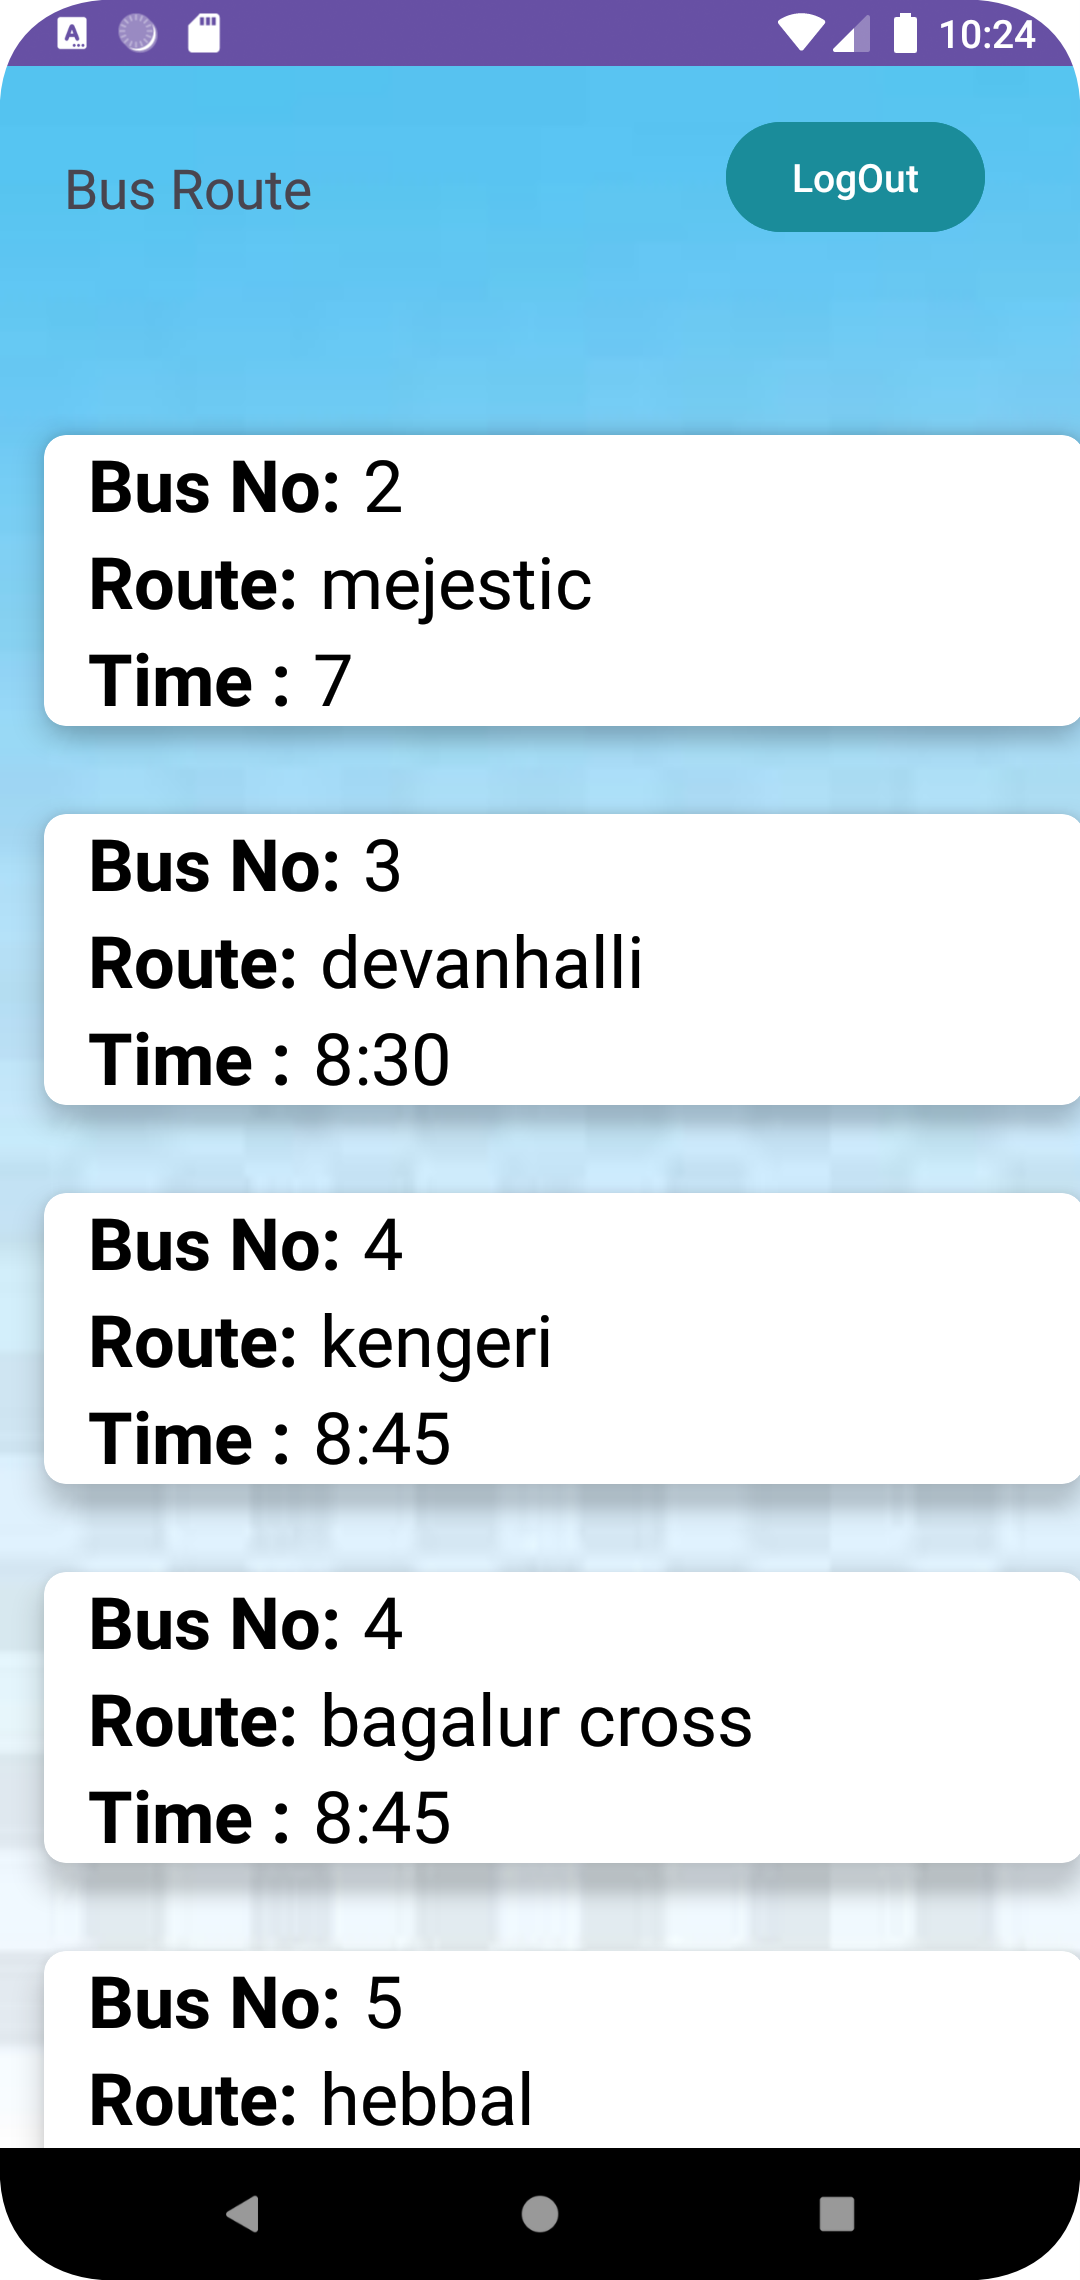 10:24
Bus Route
LogOut
Bus No: 2
Route: mejestic
Time : 7
Bus No: 3
Route: devanhalli
Time : 8:30
Bus No: 4
Route: kengeri
Time : 8:45
Bus No: 4
Route: bagalur cross
Time : 8:45
Bus No: 5
Route: hebbal